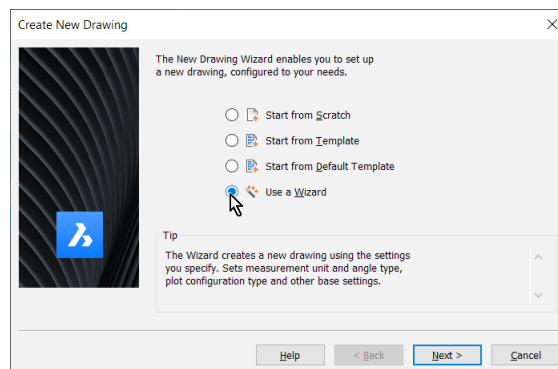 Create New Drawing
The New Drawing Wizard enables you to set up
a new drawing, configured to your needs.
Start from Scratch
Start from Template
Start from Default Template
Use a Wizard
Tip
The Wizard creates a new drawing using the settings
you specify. Sets measurement unit and angle type,
plot configuration type and other base settings.
Help < Back Next > Cancel